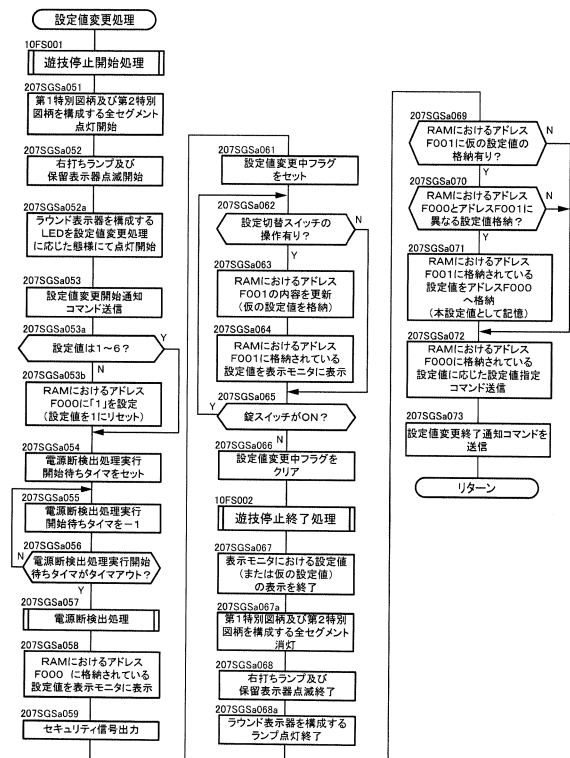 設定値変更処理
10FS001
遊技停止開始処理
207SGSa051
第1特別図柄及び第2特別
図柄を構成する全セグメント
点灯開始
207SGSa052
右打ちランプ及び
保留表示器点滅開始
207SGSa052a
ラウンド表示器を構成する
LEDを設定値変更処理
に応じた態様にて点灯開始
207SGSa053
設定値変更開始通知
コマンド送信
207SGSa053a
設定値は1~6?
Y
N
207SGSa053b
RAMにおけるアドレス
F000に「1」を設定
(設定値を1にリセット)
207SGSa054
電源断検出処理実行
開始待ちタイマをセット
207SGSa055
電源断検出処理実行
開始待ちタイマを-1
207SGSa056
N
電源断検出処理実行開始
待ちタイマがタイムアウト?
Y
207SGSa057
電源断検出処理
207SGSa058
RAMにおけるアドレス
F000 に格納されている
設定値を表示モニタに表示
207SGSa059
セキュリティ信号出力
207SGSa061
設定値変更中フラグ
をセット
207SGSa062
設定切替スイッチの
操作有り?
N
Y
207SGSa063
RAMにおけるアドレス
F001の内容を更新
(仮の設定値を格納)
207SGSa064
RAMにおけるアドレス
F001に格納されている
設定値を表示モニタに表示
207SGSa065
Y
錠スイッチがON?
N
207SGSa066
設定値変更中フラグを
クリア
10FS002
遊技停止終了処理
207SGSa067
表示モニタにおける設定値
(または仮の設定値)
の表示を終了
207SGSa067a
第1特別図柄及び第2特別
図柄を構成する全セグメント
消灯
207SGSa068
右打ちランプ及び
保留表示器点滅終了
207SGSa068a
ラウンド表示器を構成する
ランプ点灯終了
207SGSa069
RAMにおけるアドレス
F001に仮の設定値の
格納有り?
N
Y
207SGSa070
RAMにおけるアドレス
F000とアドレスF001に
異なる設定値格納?
N
Y
207SGSa071
RAMにおけるアドレス
F001に格納されている
設定値をアドレスF000
へ格納
(本設定値として記憶)
207SGSa072
RAMにおけるアドレス
F000に格納されている
設定値に応じた設定値指定
コマンド送信
207SGSa073
設定値変更終了通知コマンドを
送信
リターン